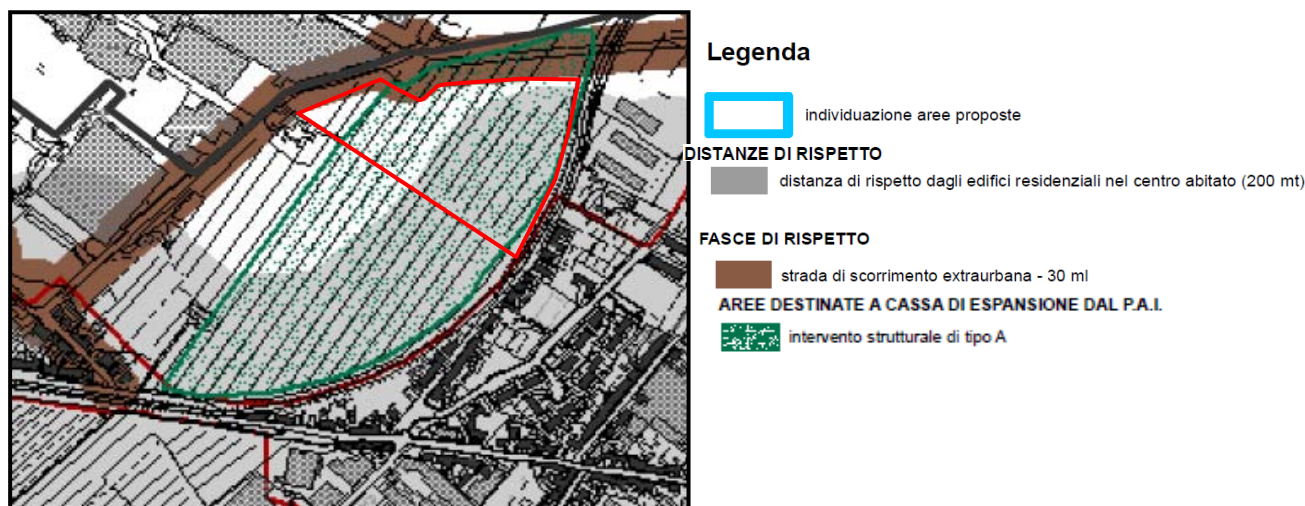 Legenda
individuazione aree proposte
DISTANZE DI RISPETTO
distanza di rispetto dagli edifici residenziali nel centro abitato (200 mt)
FASCE DI RISPETTO
strada di scorrimento extraurbana - 30 ml
AREE DESTINATE A CASSA DI ESPANSIONE DAL P.A.I.
intervento strutturale di tipo A